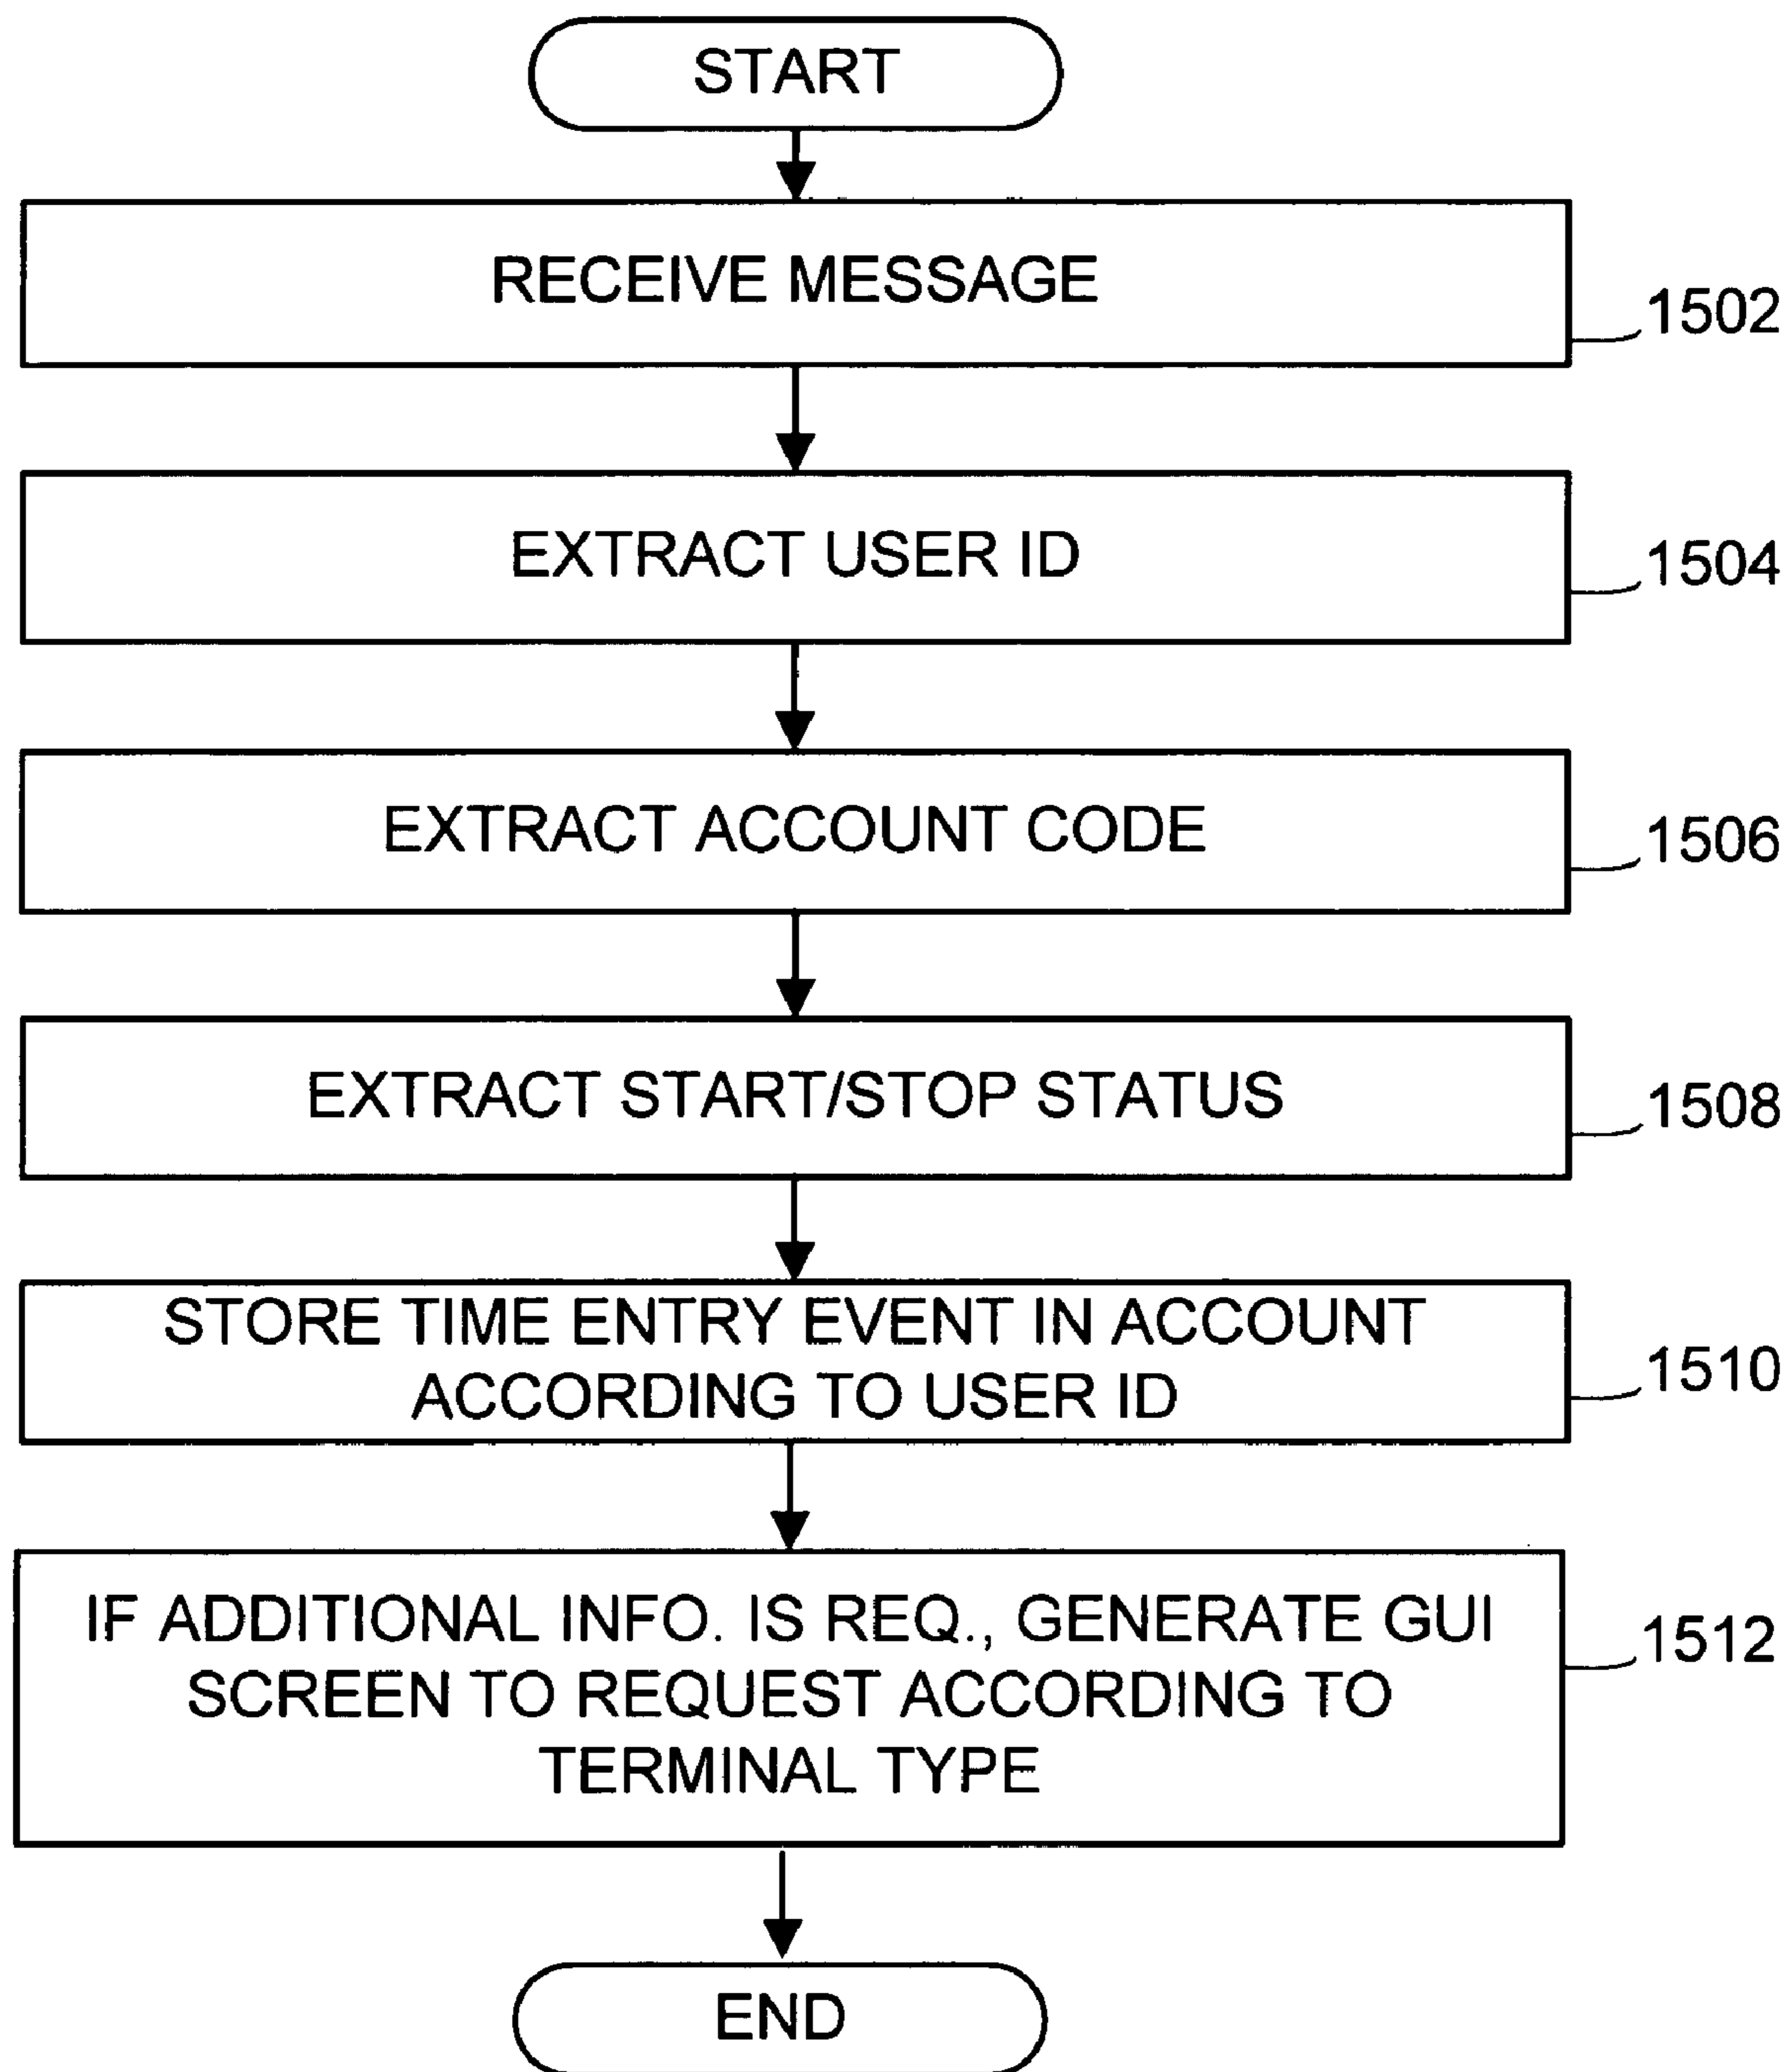 START
RECEIVE MESSAGE
1502
EXTRACT USER ID
1504
EXTRACT ACCOUNT CODE
1506
EXTRACT START/STOP STATUS
1508
STORE TIME ENTRY EVENT IN ACCOUNT
ACCORDING TO USER ID
1510
IF ADDITIONAL INFO. IS REQ., GENERATE GUI
SCREEN TO REQUEST ACCORDING TO
TERMINAL TYPE
1512
END